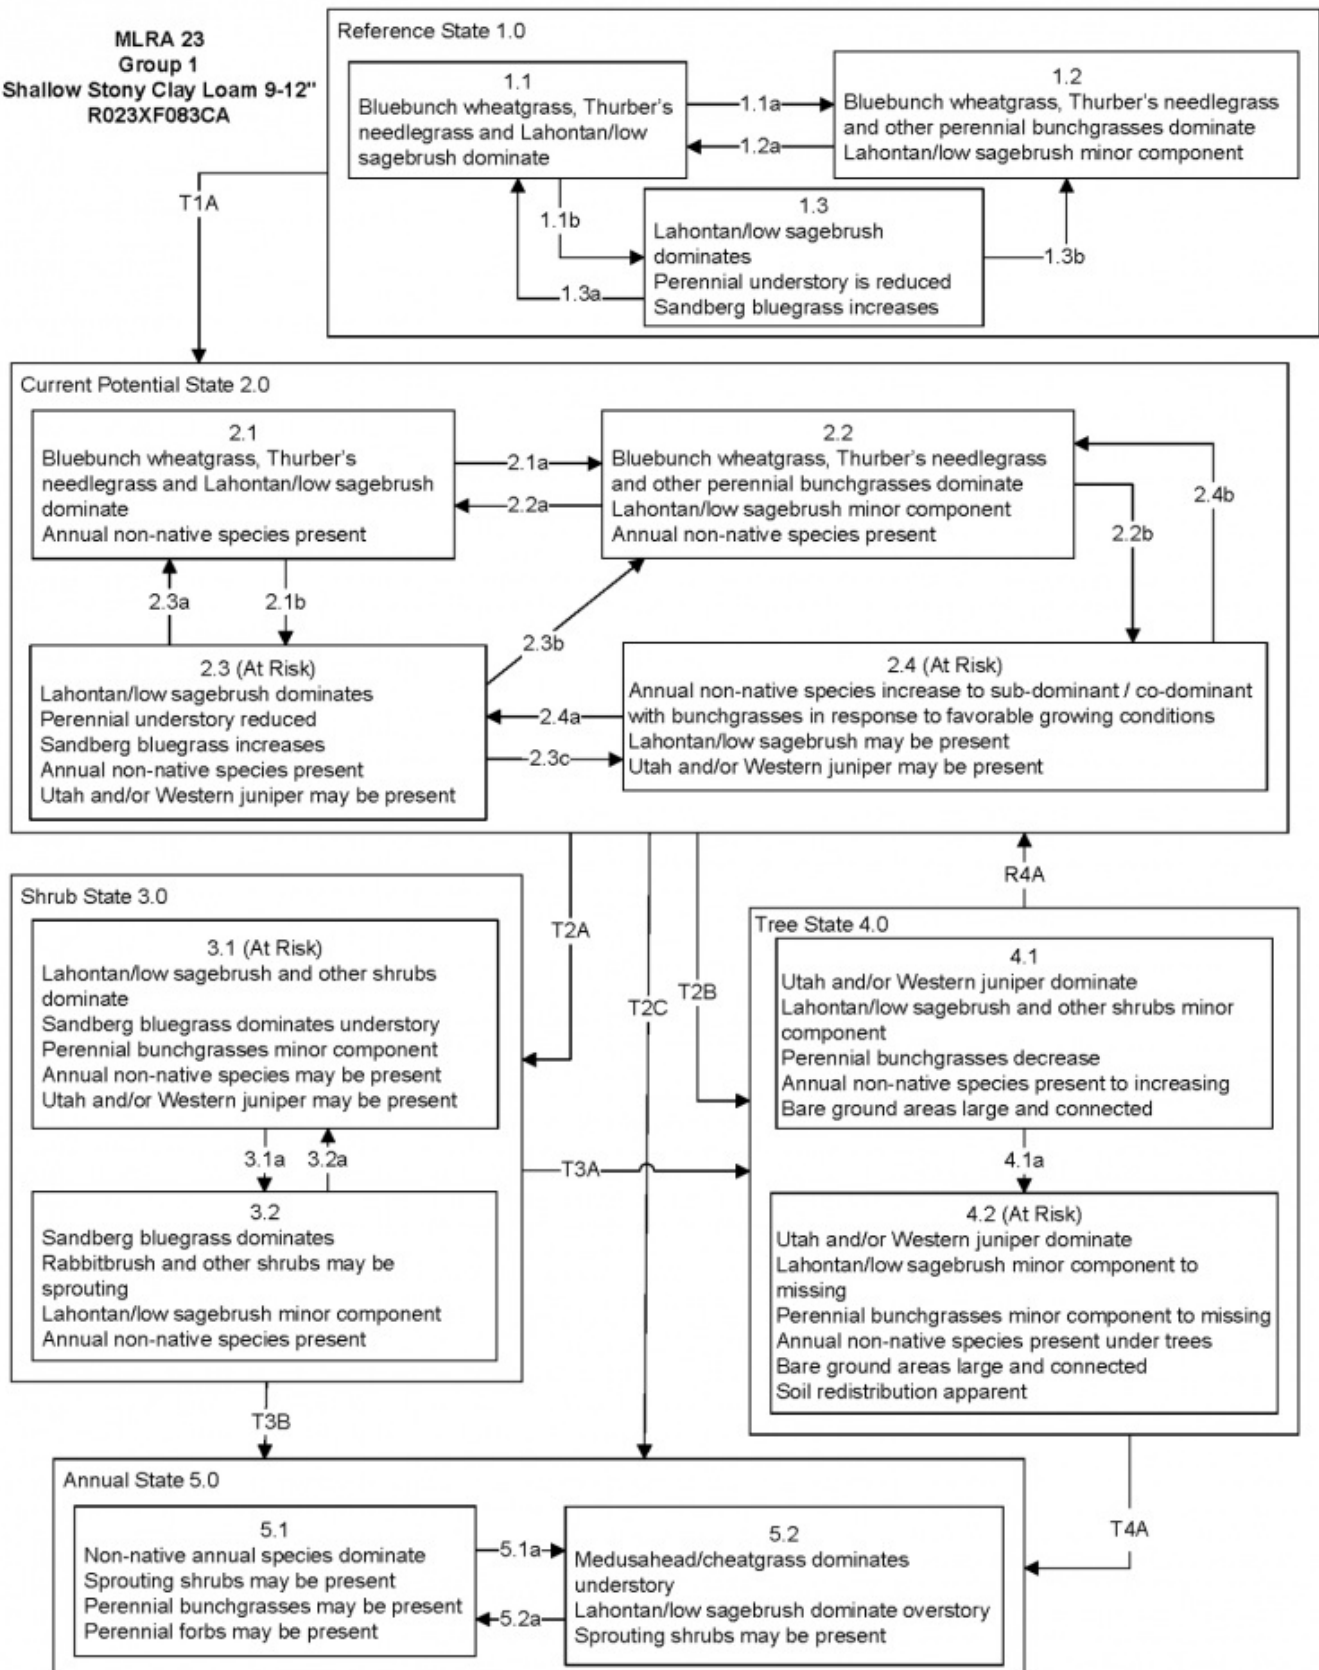 MLRA 23
Group 1
Shallow Stony Clay Loam 9-12"
R023XF083CA
Reference State 1.0
1.1
Bluebunch wheatgrass, Thurber's
needlegrass and Lahontan/low
sagebrush dominate
1.1a
1.2a
1.2
Bluebunch wheatgrass, Thurber's needlegrass
and other perennial bunchgrasses dominate
Lahontan/low sagebrush minor component
T1A
1.1b
1.3a
1.3
Lahontan/low sagebrush
dominates
Perennial understory is reduced
Sandberg bluegrass increases
1.3b
Current Potential State 2.0
2.1
Bluebunch wheatgrass, Thurber's
needlegrass and Lahontan/low sagebrush
dominate
Annual non-native species present
2.1a
2.2a
2.2
Bluebunch wheatgrass, Thurber's needlegrass
and other perennial bunchgrasses dominate
Lahontan/low sagebrush minor component
Annual non-native species present
2.4b
2.2b
2.3a
2.1b
2.3b
2.3 (At Risk)
Lahontan/low sagebrush dominates
Perennial understory reduced
Sandberg bluegrass increases
Annual non-native species present
Utah and/or Western juniper may be present
2.4a
2.3c
2.4 (At Risk)
Annual non-native species increase to sub-dominant / co-dominant
with bunchgrasses in response to favorable growing conditions
Lahontan/low sagebrush may be present
Utah and/or Western juniper may be present
T2A
T2C
T2B
R4A
Shrub State 3.0
3.1 (At Risk)
Lahontan/low sagebrush and other shrubs
dominate
Sandberg bluegrass dominates understory
Perennial bunchgrasses minor component
Annual non-native species may be present
Utah and/or Western juniper may be present
3.1a
3.2a
3.2
Sandberg bluegrass dominates
Rabbitbrush and other shrubs may be
sprouting
Lahontan/low sagebrush minor component
Annual non-native species present
T3A
Tree State 4.0
4.1
Utah and/or Western juniper dominate
Lahontan/low sagebrush and other shrubs minor
component
Perennial bunchgrasses decrease
Annual non-native species present to increasing
Bare ground areas large and connected
4.1a
4.2 (At Risk)
Utah and/or Western juniper dominate
Lahontan/low sagebrush minor component to
missing
Perennial bunchgrasses minor component to missing
Annual non-native species present under trees
Bare ground areas large and connected
Soil redistribution apparent
T3B
T4A
Annual State 5.0
5.1
Non-native annual species dominate
Sprouting shrubs may be present
Perennial bunchgrasses may be present
Perennial forbs may be present
5.1a
5.2a
5.2
Medusahead/cheatgrass dominates
understory
Lahontan/low sagebrush dominate overstory
Sprouting shrubs may be present